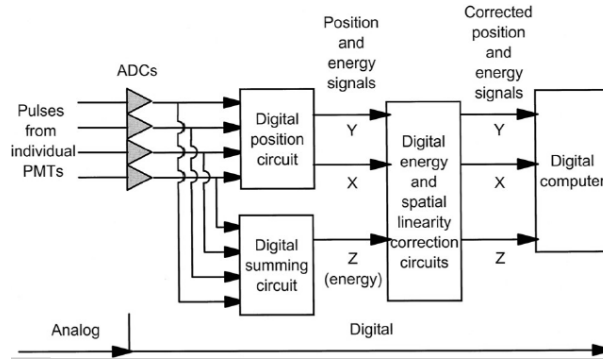 Position
and
energy
signals
Corrected
position
and
energy
signals
ADCs
Pulses
from
individual
PMTs
Digital
position
circuit
Y
X
Digital
summing
circuit
Z
(energy)
Digital
energy
and
spatial
linearity
correction
circuits
Y
X
Z
Digital
computer
Analog
Digital